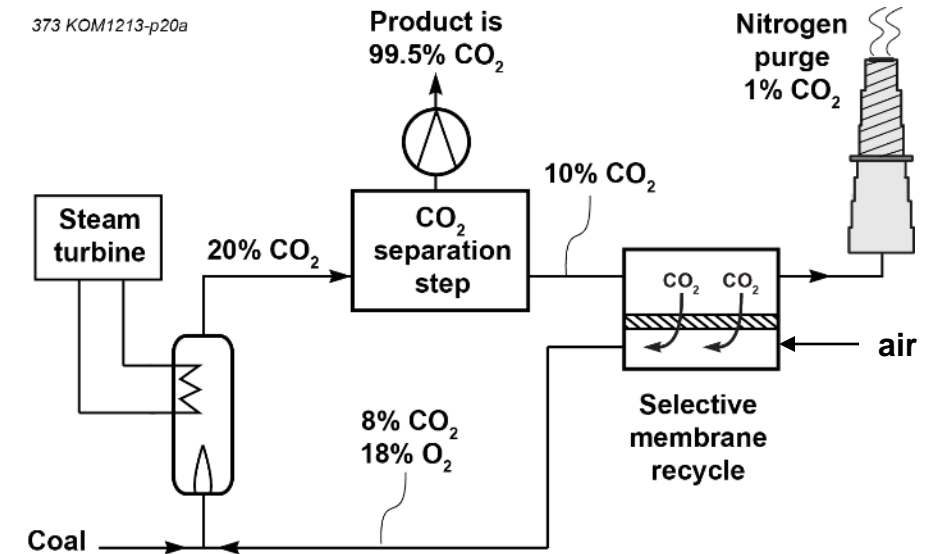 373 KOM1213-p20a
Product is
99.5% CO₂
Nitrogen
purge
1% CO₂
10% CO₂
Steam
turbine
20% CO₂
CO₂
separation
step
CO₂
CO₂
air
Selective
membrane
recycle
8% CO₂
18% O₂
Coal